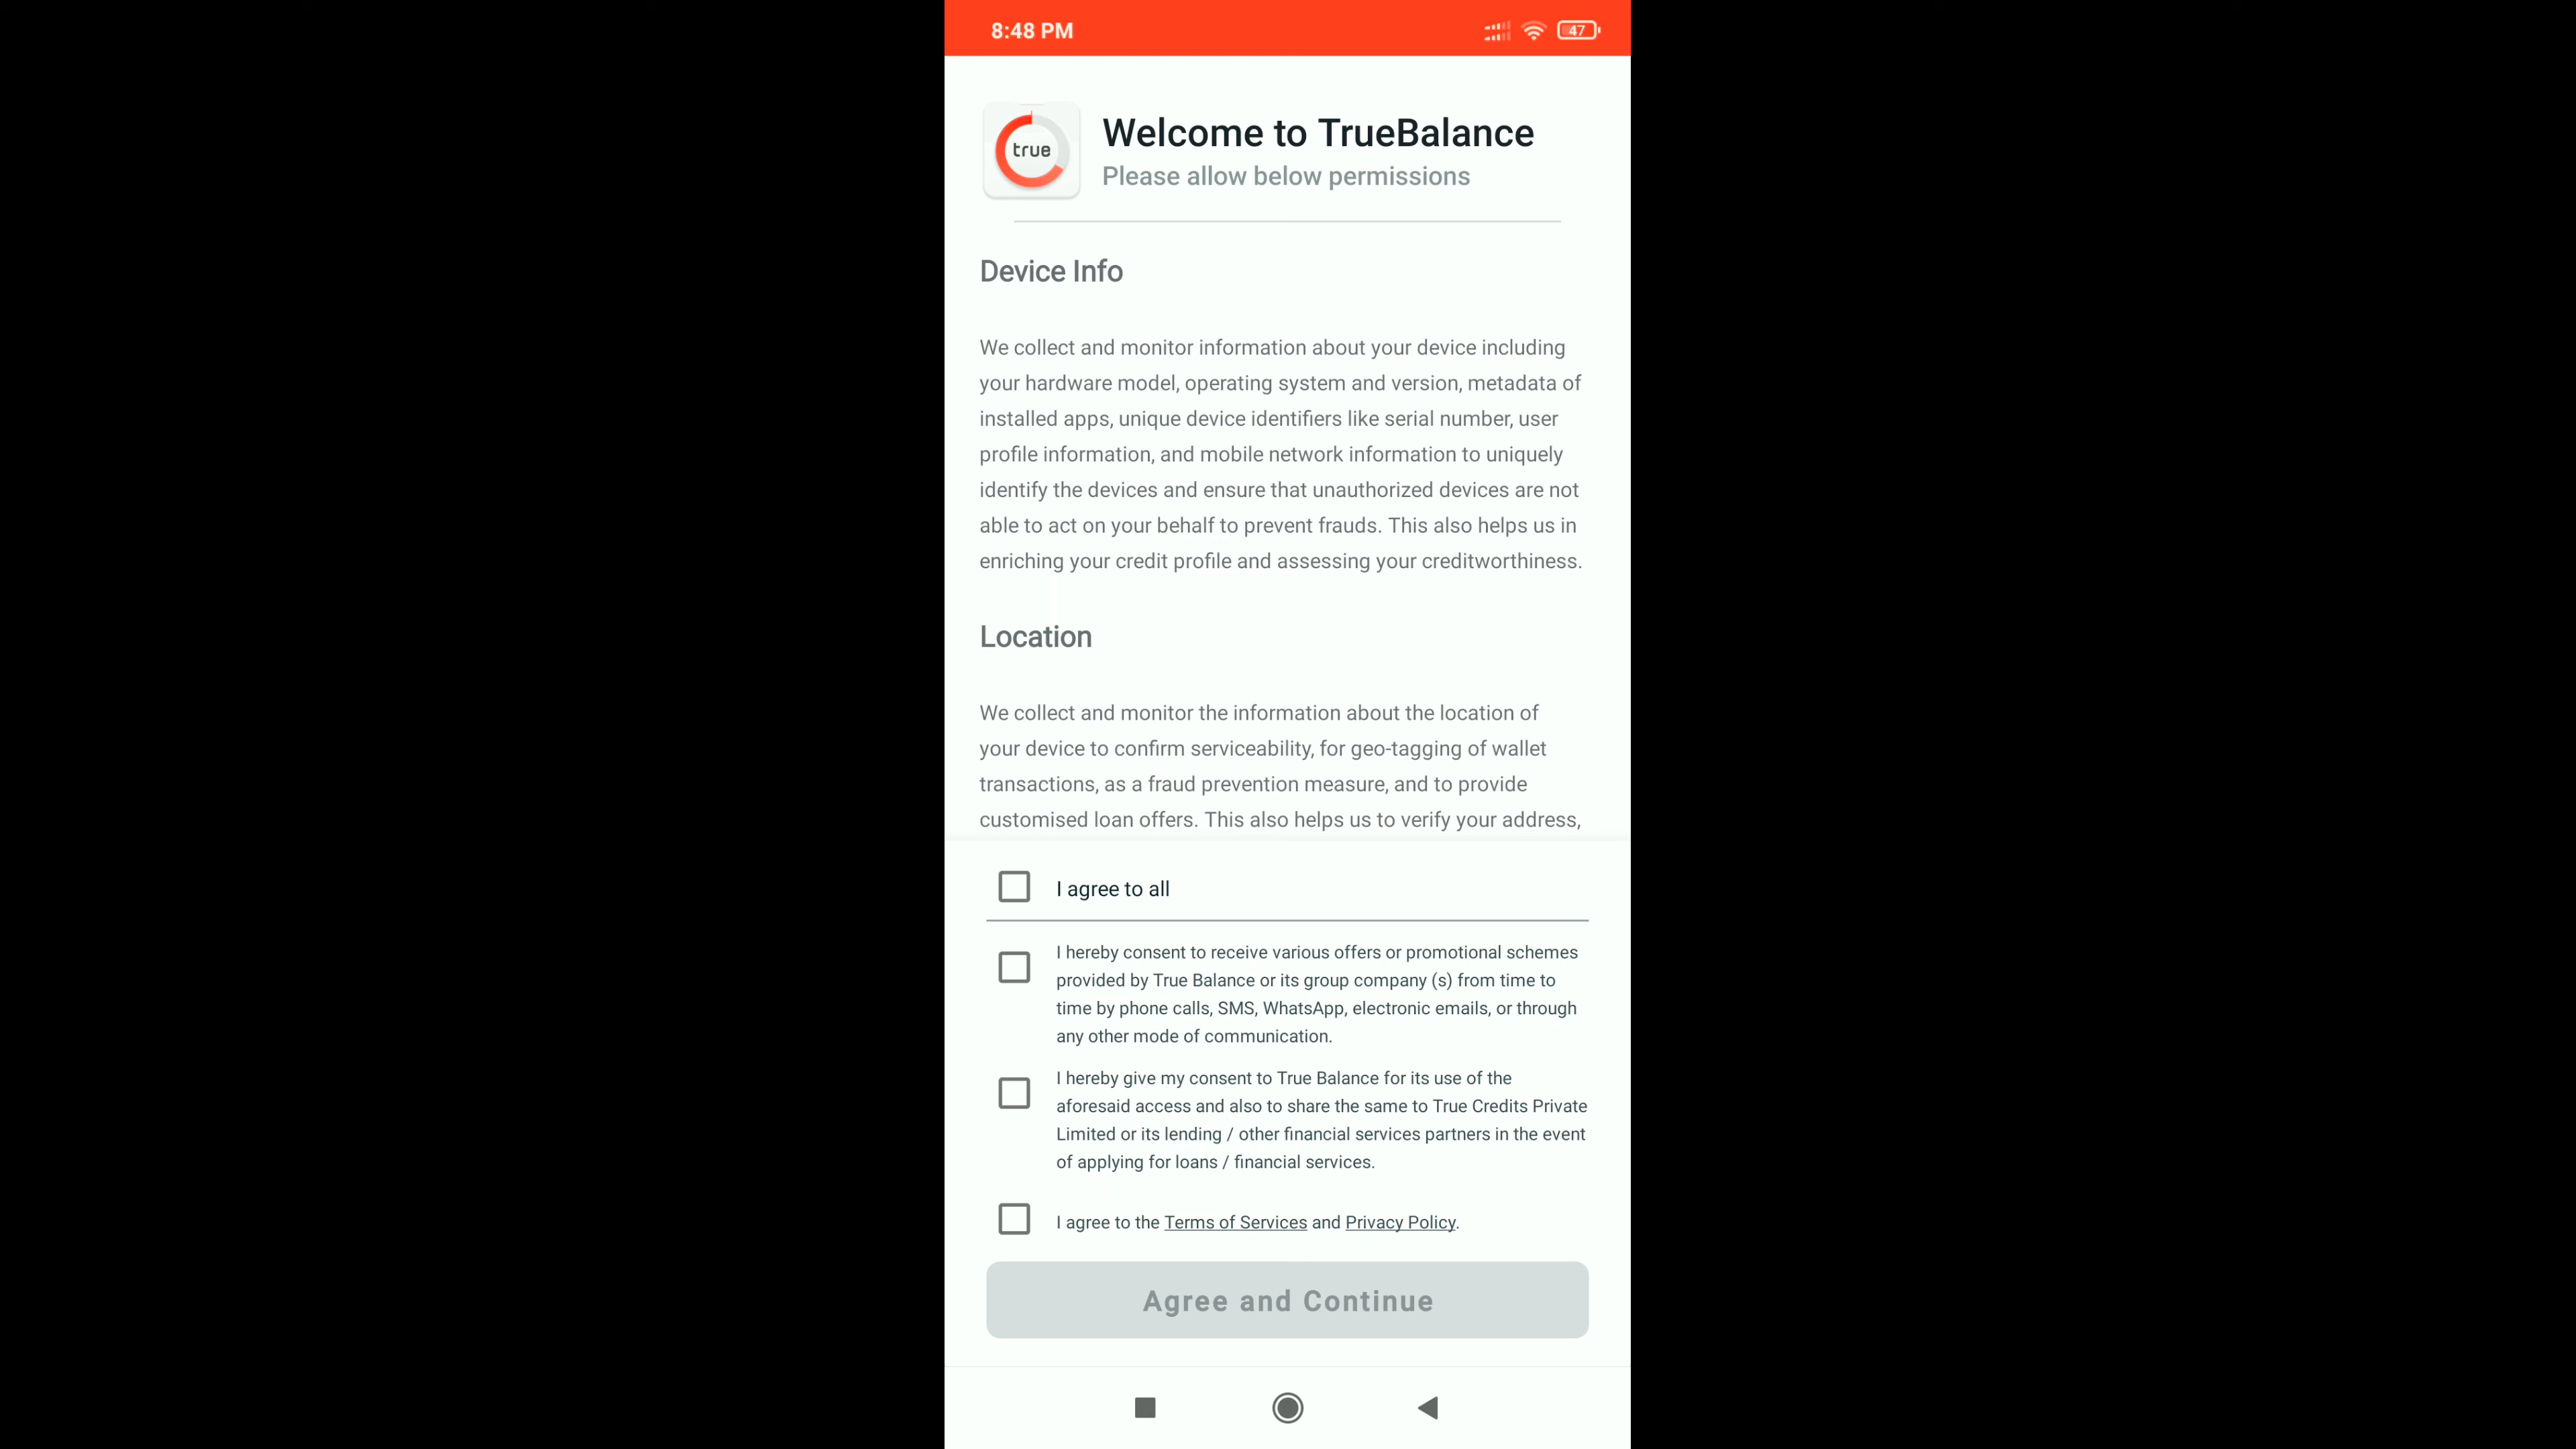 8:48 PM
47
true
Welcome to TrueBalance
Please allow below permissions
Device Info
We collect and monitor information about your device including
your hardware model, operating system and version, metadata of
installed apps, unique device identifiers like serial number, user
profile information, and mobile network information to uniquely
identify the devices and ensure that unauthorized devices are not
able to act on your behalf to prevent frauds. This also helps us in
enriching your credit profile and assessing your creditworthiness.
Location
We collect and monitor the information about the location of
your device to confirm serviceability, for geo-tagging of wallet
transactions, as a fraud prevention measure, and to provide
customised loan offers. This also helps us to verify your address,
I agree to all
I hereby consent to receive various offers or promotional schemes
provided by True Balance or its group company (s) from time to
time by phone calls, SMS, WhatsApp, electronic emails, or through
any other mode of communication.
I hereby give my consent to True Balance for its use of the
aforesaid access and also to share the same to True Credits Private
Limited or its lending / other financial services partners in the event
of applying for loans / financial services.
I agree to the Terms of Services and Privacy Policy.
Agree and Continue